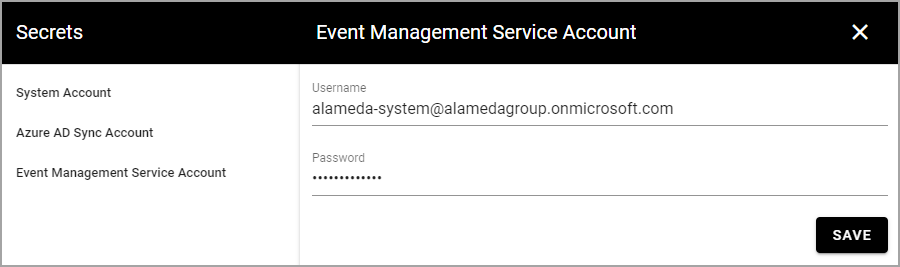 Secrets
Event Management Service Account
System Account
Azure AD Sync Account
Event Management Service Account
Username
alameda-system@alamedagroup.onmicrosoft.com
Password
•••••••••••••
SAVE